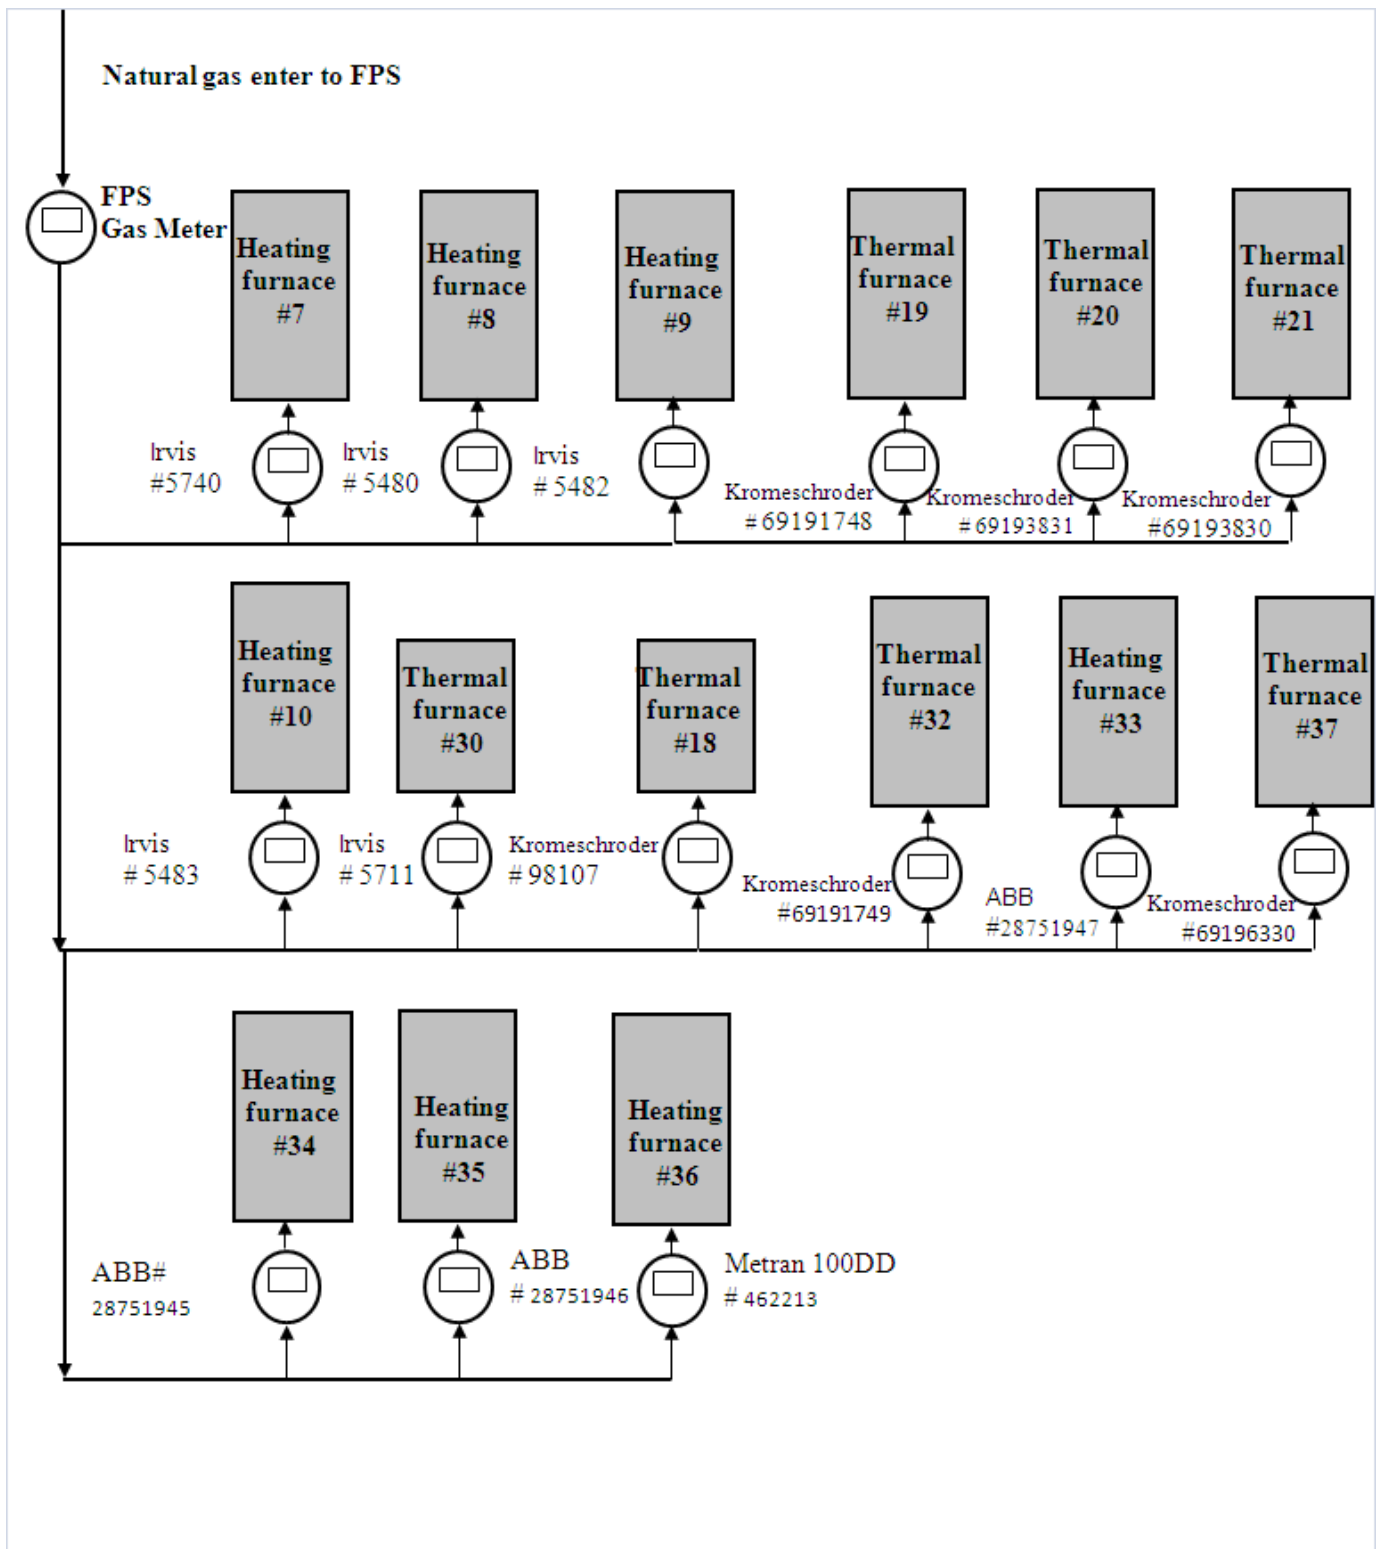 Natural gas enter to FPS
FPS
Gas Meter
Heating
furnace
#7
Heating
furnace
#8
Heating
furnace
#9
Thermal
furnace
#19
Thermal
furnace
#20
Thermal
furnace
#21
Irvis
#5740
Irvis
# 5480
Irvis
# 5482
Kromeschroder
# 69191748
Kromeschroder
# 69193831
Kromeschroder
#69193830
Heating
furnace
#10
Thermal
furnace
#30
Thermal
furnace
#18
Thermal
furnace
#32
Heating
furnace
#33
Thermal
furnace
#37
Irvis
# 5483
Irvis
# 5711
Kromeschroder
# 98107
Kromeschroder
#69191749
ABB
#28751947
Kromeschroder
#69196330
Heating
furnace
#34
Heating
furnace
#35
Heating
furnace
#36
ABB#
28751945
ABB
# 28751946
Metran 100DD
# 462213